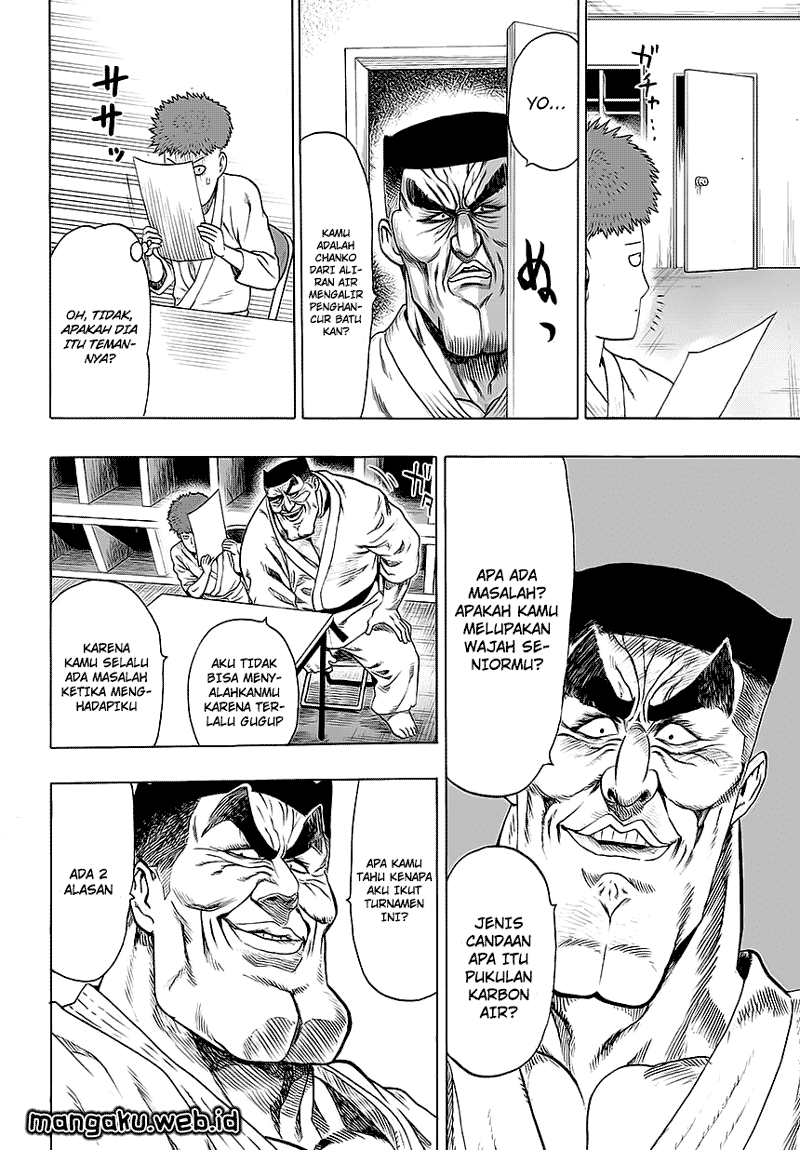 ガチャ…
YO...
KAMU
ADALAH
CHANKO
DARI ALI-
RAN AIR
MENGALIR
PENGHAN-
CUR BATU
KAN?
ぬっ
ササッ
OH, TIDAK,
APAKAH DIA
ITU TEMAN-
NYA?
APA ADA
MASALAH?
APAKAH KAMU
MELUPAKAN
WAJAH SE-
NIORMU?
JENIS
CANDAAN
APA ITU
PUKULAN
KARBON
AIR?
AKU TIDAK
BISA MENY-
ALAHKANMU
KARENA TER-
LALU GUGUP
KARENA
KAMU SELALU
ADA MASALAH
KETIKA MENG-
HADAPIKU
APA KAMU
TAHU KENAPA
AKU IKUT
TURNAMEN
INI?
ADA 2
ALASAN
mangaku.web.id